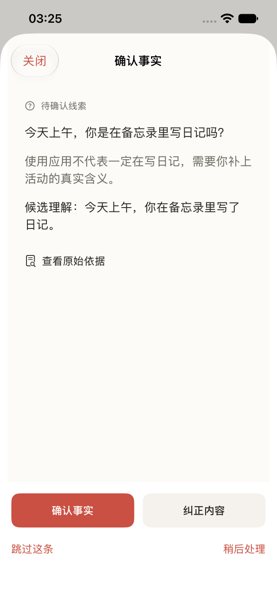 03:25
关闭
确认事实
待确认线索
今天上午，你是在备忘录里写日记吗？
使用应用不代表一定在写日记，需要你补上
活动的真实含义。
候选理解：今天上午，你在备忘录里写了
日记。
查看原始依据
确认事实
纠正内容
跳过这条
稍后处理